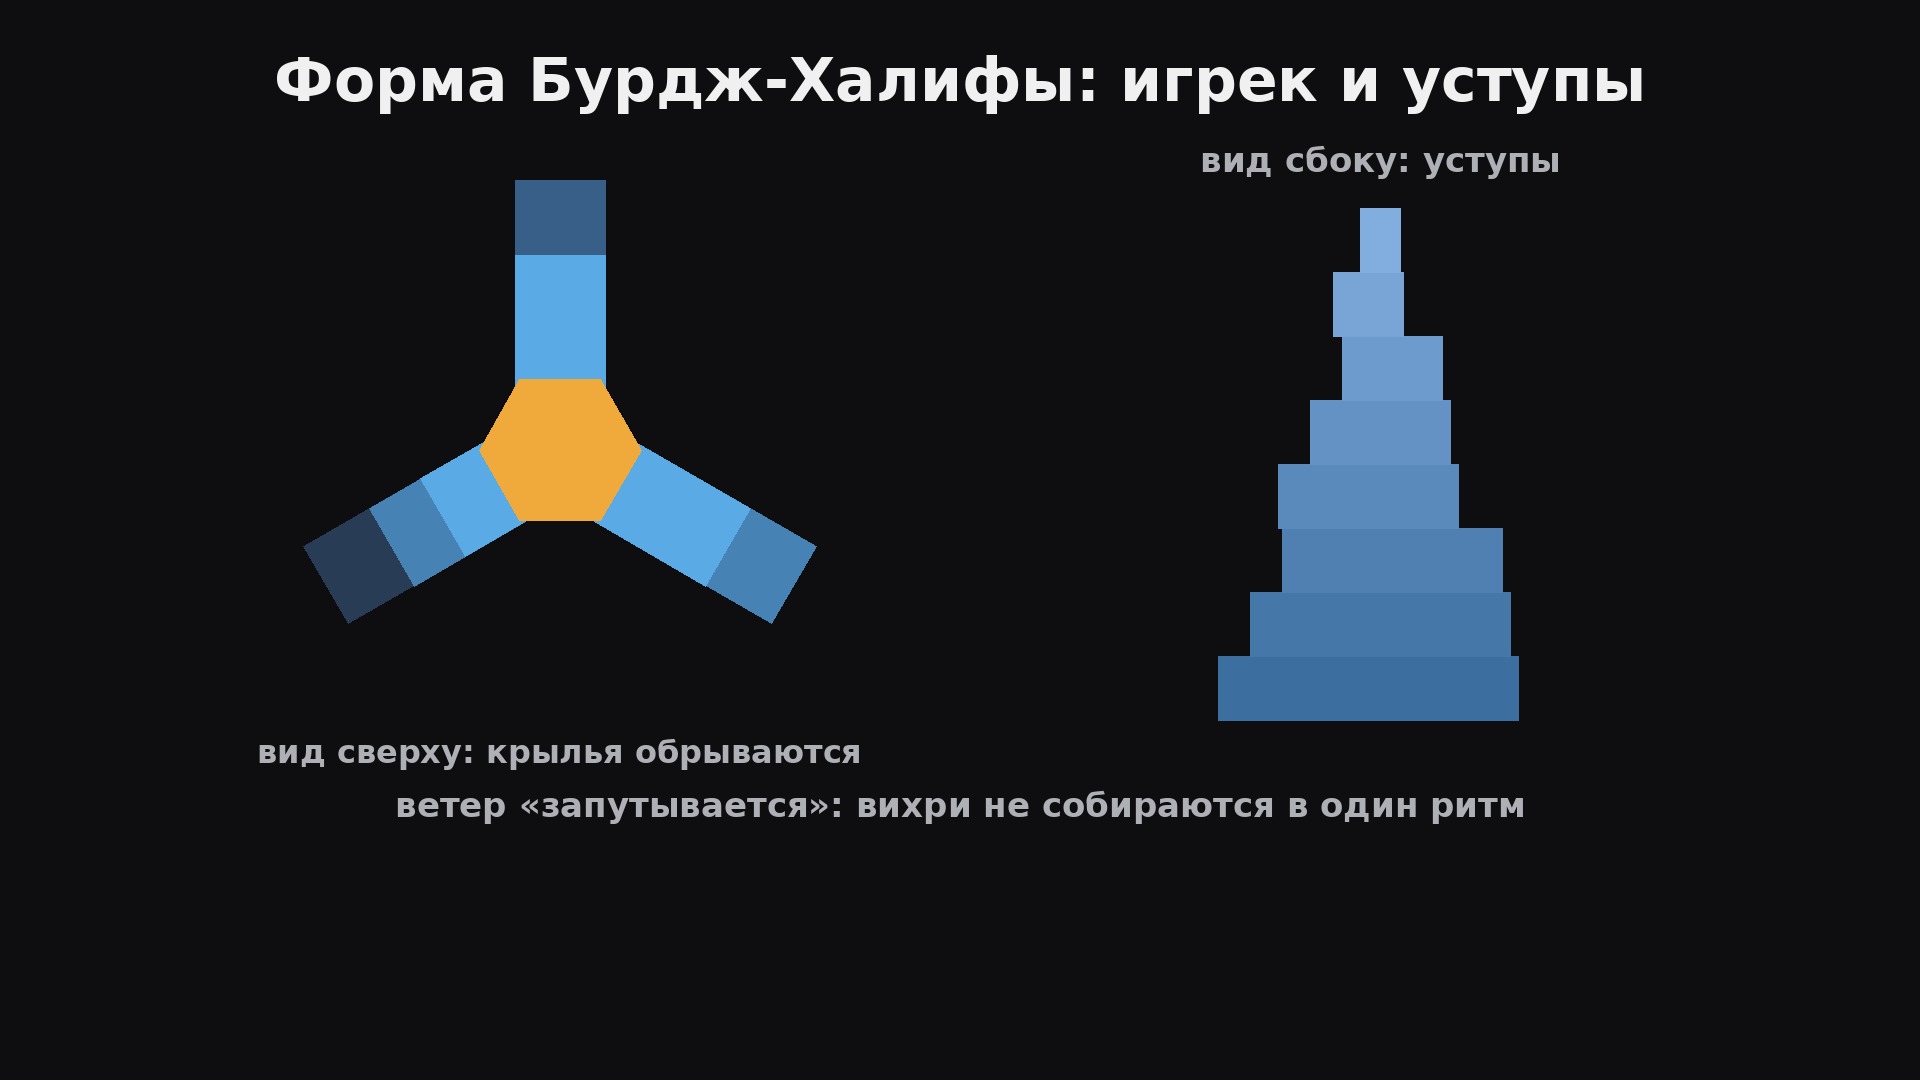 Форма Бурдж-Халифы: игрек и уступы
вид сбоку: уступы
вид сверху: крылья обрываются
ветер «запутывается»: вихри не собираются в один ритм